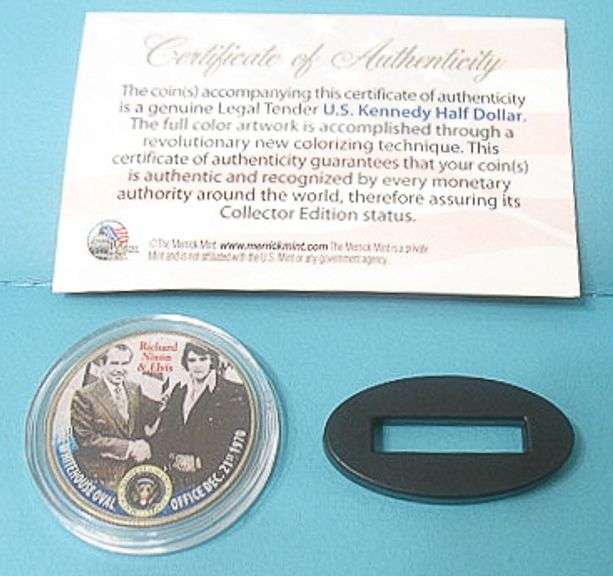 Certificate of Authenticity
The coin(s) accompanying this certificate of authenticity
is a genuine Legal Tender U.S. Kennedy Half Dollar.
The full color artwork is accomplished through a
revolutionary new colorizing technique. This
certificate of authenticity guarantees that your coin(s)
is authentic and recognized by every monetary
authority around the world, therefore assuring its
Collector Edition status.
©The Merrick Mint www.merrickmint.com The Merrick Mint is a private
Mint and is not affiliated with the U.S. Mint or any government agency.
Richard
Nixon
& Elvis
WHITEHOUSE OVAL OFFICE DEC. 21ST 1970